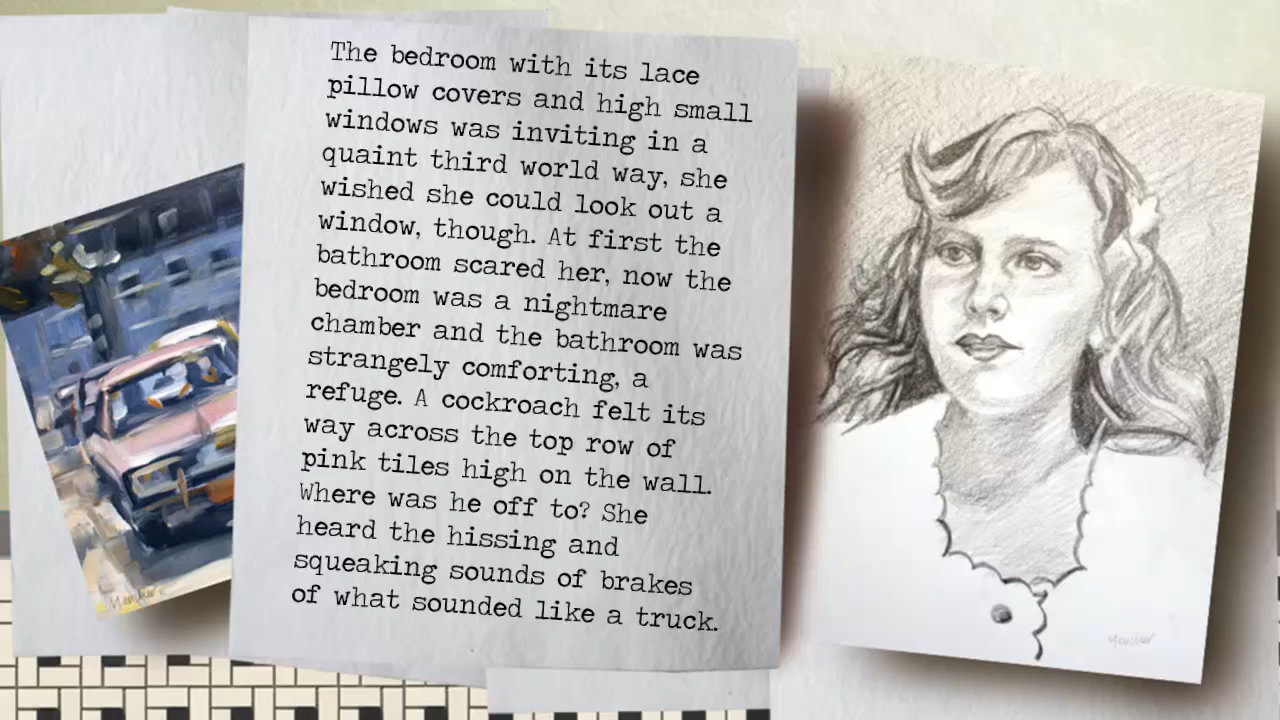 The bedroom with its lace
pillow covers and high small
windows was inviting in a
quaint third world way, she
wished she could look out a
window, though. At first the
bathroom scared her, now the
bedroom was a nightmare
chamber and the bathroom was
strangely comforting, a
refuge. A cockroach felt its
way across the top row of
pink tiles high on the wall.
Where was he off to? She
heard the hissing and
squeaking sounds of brakes
of what sounded like a truck.